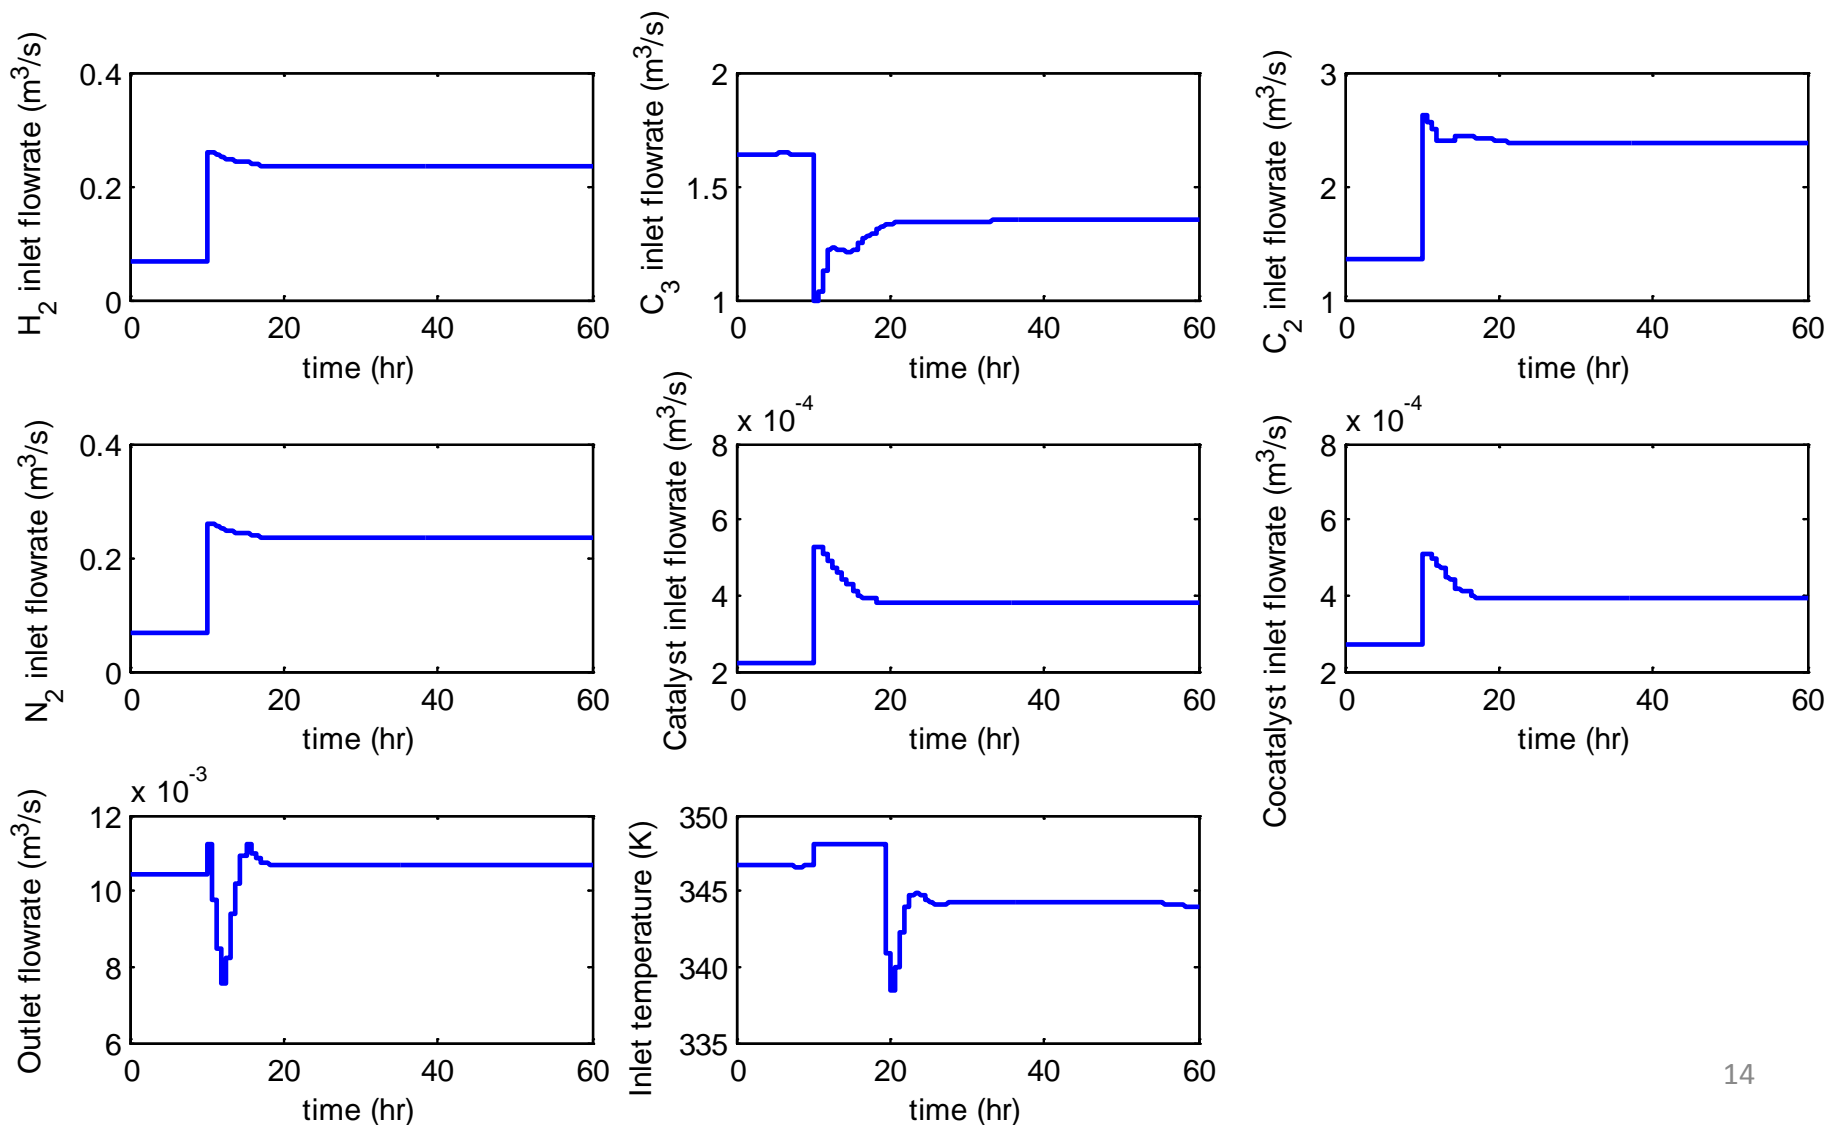 H2 inlet flowrate (m3/s)
0.4
0.2
0
0 20 40 60
time (hr)
C3 inlet flowrate (m3/s)
2
1.5
1
0 20 40 60
time (hr)
C2 inlet flowrate (m3/s)
3
2
1
0 20 40 60
time (hr)
N2 inlet flowrate (m3/s)
0.4
0.2
0
0 20 40 60
time (hr)
Catalyst inlet flowrate (m3/s)
x 10-4
8
6
4
2
0 20 40 60
time (hr)
Cocatalyst inlet flowrate (m3/s)
x 10-4
8
6
4
2
0 20 40 60
time (hr)
Outlet flowrate (m3/s)
x 10-3
12
10
8
6
0 20 40 60
time (hr)
Inlet temperature (K)
350
345
340
335
0 20 40 60
time (hr)
14